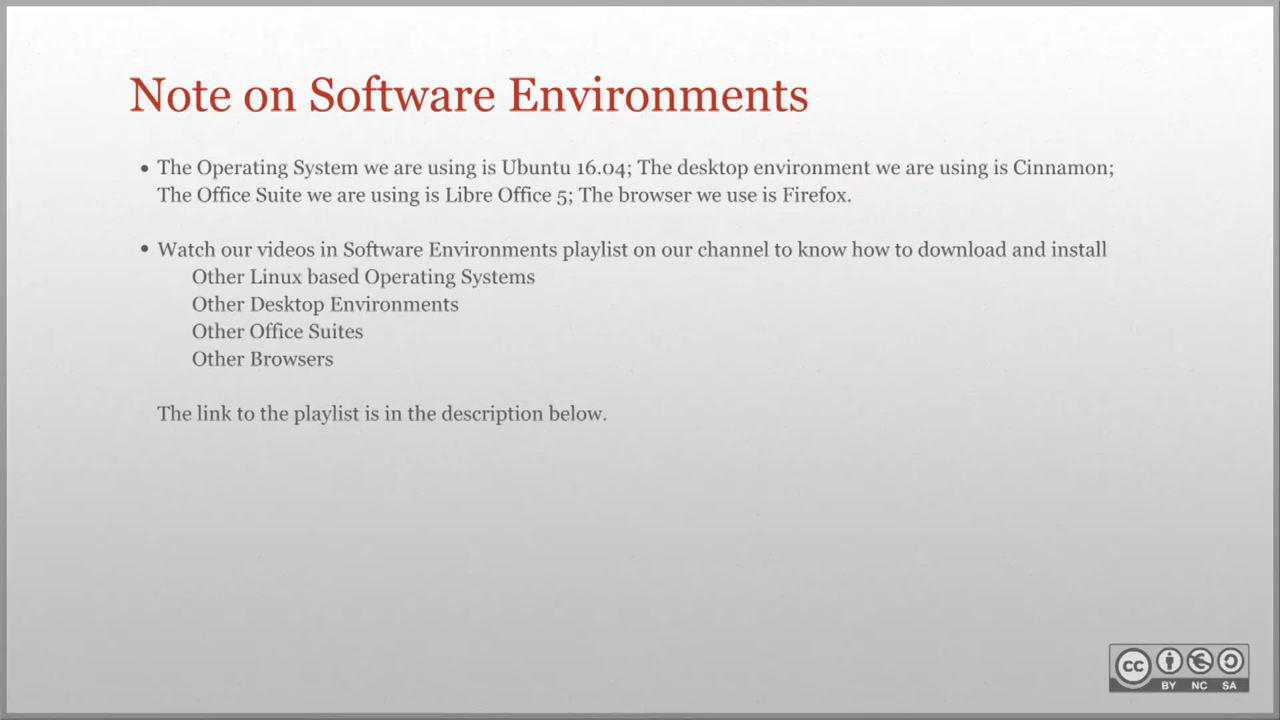 Note on Software Environments
• The Operating System we are using is Ubuntu 16.04; The desktop environment we are using is Cinnamon;
The Office Suite we are using is Libre Office 5; The browser we use is Firefox.
• Watch our videos in Software Environments playlist on our channel to know how to download and install
Other Linux based Operating Systems
Other Desktop Environments
Other Office Suites
Other Browsers
The link to the playlist is in the description below.
cc
BY NC SA